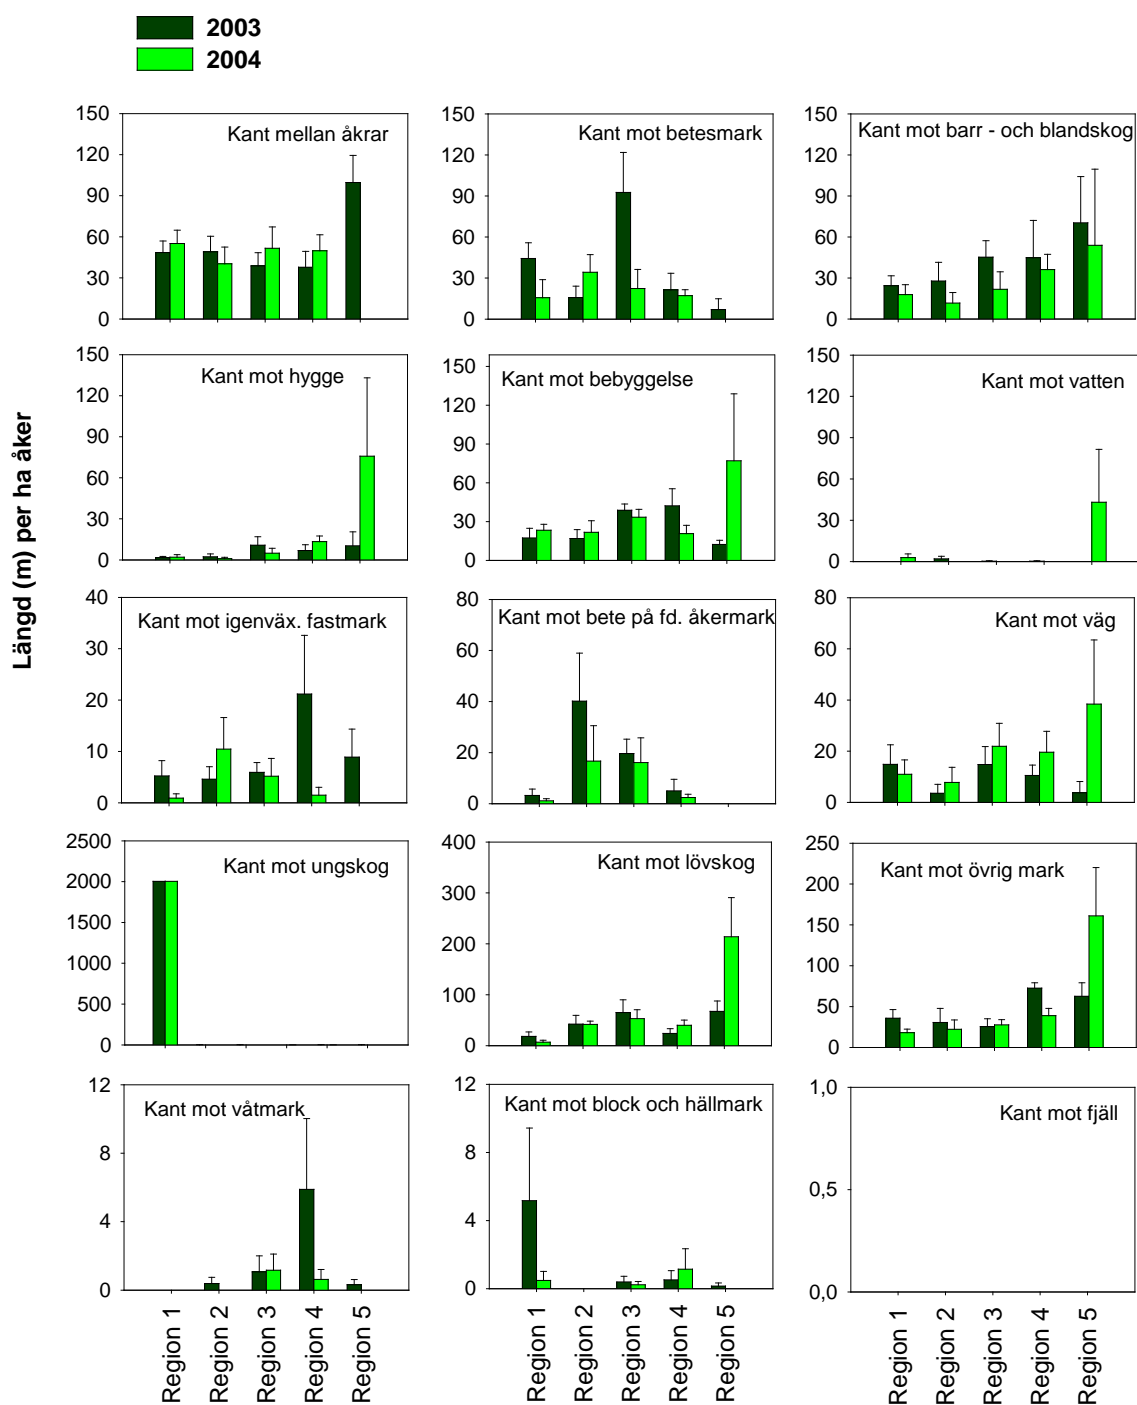 2003
2004
Längd (m) per ha åker
150
120
90
60
30
0
Kant mellan åkrar
150
120
90
60
30
0
Kant mot betesmark
150
120
90
60
30
0
Kant mot barr - och blandskog
150
120
90
60
30
0
Kant mot hygge
150
120
90
60
30
0
Kant mot bebyggelse
150
120
90
60
30
0
Kant mot vatten
40
30
20
10
0
Kant mot igenväx. fastmark
80
60
40
20
0
Kant mot bete på fd. åkermark
80
60
40
20
0
Kant mot väg
2500
2000
1500
1000
500
0
Kant mot ungskog
400
300
200
100
0
Kant mot lövskog
250
200
150
100
50
0
Kant mot övrig mark
12
8
4
0
Kant mot våtmark
12
8
4
0
Kant mot block och hällmark
1,0
0,5
0,0
Kant mot fjäll
Region 1
Region 2
Region 3
Region 4
Region 5
Region 1
Region 2
Region 3
Region 4
Region 5
Region 1
Region 2
Region 3
Region 4
Region 5